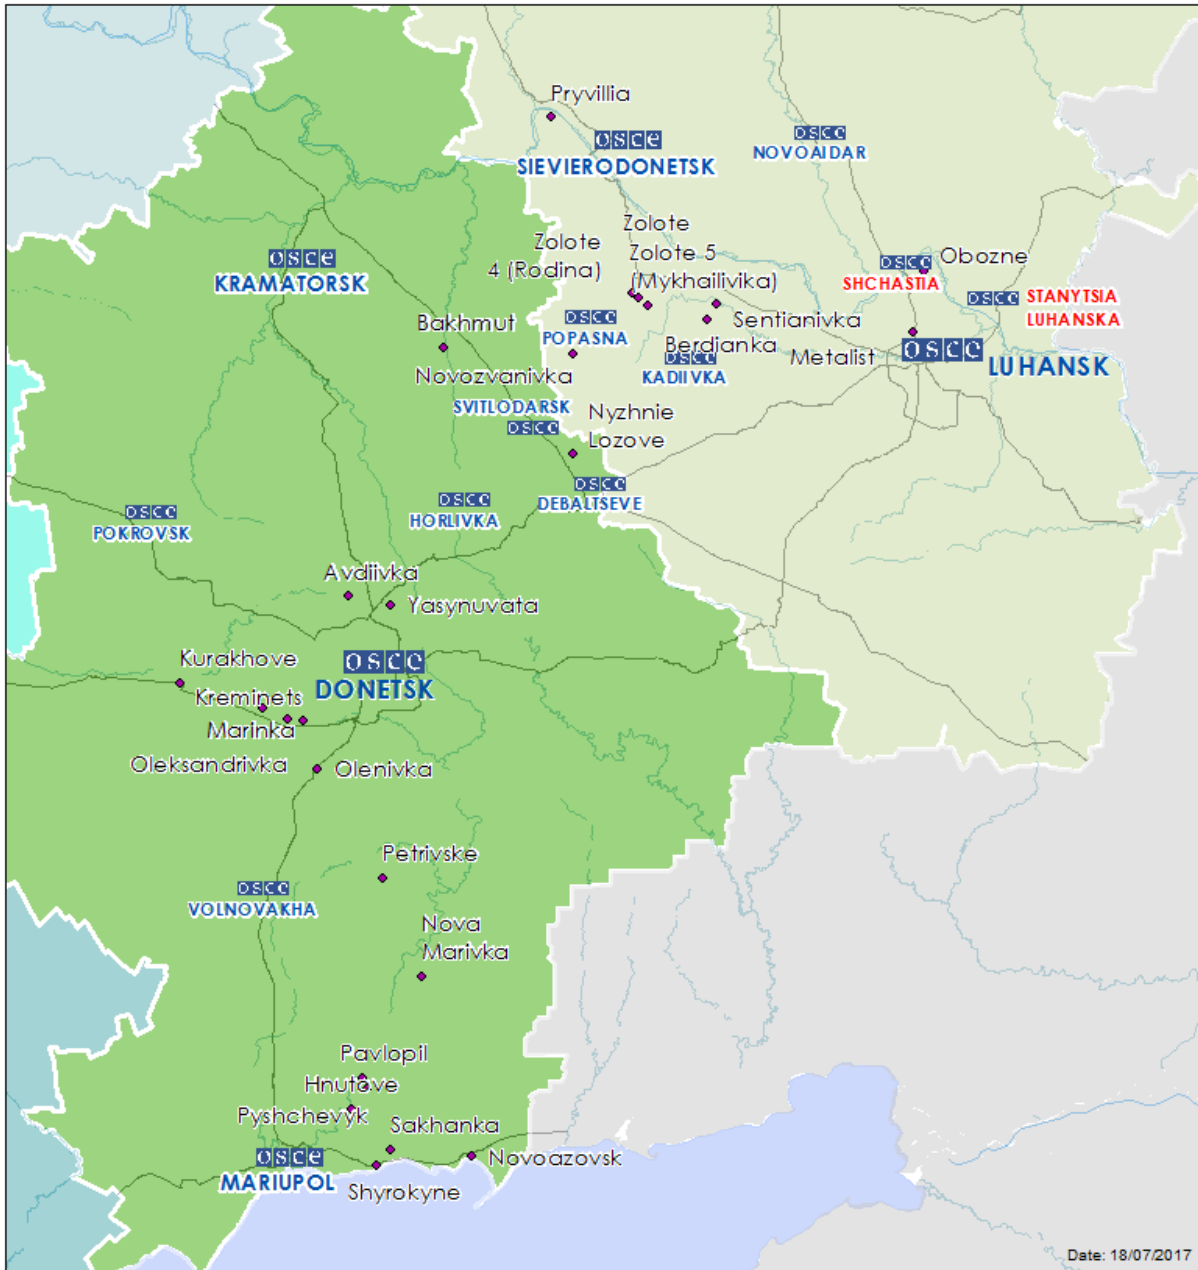 Pryvillia
osce
SIEVIERODONETSK
osce
NOVOAIDAR
Zolote
Zolote
4 (Rodina)
Zolote 5
(Mykhailivika)
osce
KRAMATORSK
osce
SHCHASTIA
Obozne
osce
STANYTSIA
LUHANSKA
Bakhmut
osce
POPASNA
Sentianivka
Berdianka
Metalist
osce
LUHANSK
osce
KADIIVKA
Novozvanivka
SVITLODARSK
osce
Nyzhnie
Lozove
osce
DEBALTSEVE
osce
HORLIVKA
osce
POKROVSK
Avdiivka
Yasynuvata
Kurakhove
osce
DONETSK
Kreminets
Marinka
Oleksandrivka
Olenivka
Petrivske
osce
VOLNOVAKHA
Nova
Marivka
Pavlopil
Hnutove
Pyshchevyk
Sakhanka
osce
MARIUPOL
Novoazovsk
Shyrokyne
Date: 18/07/2017